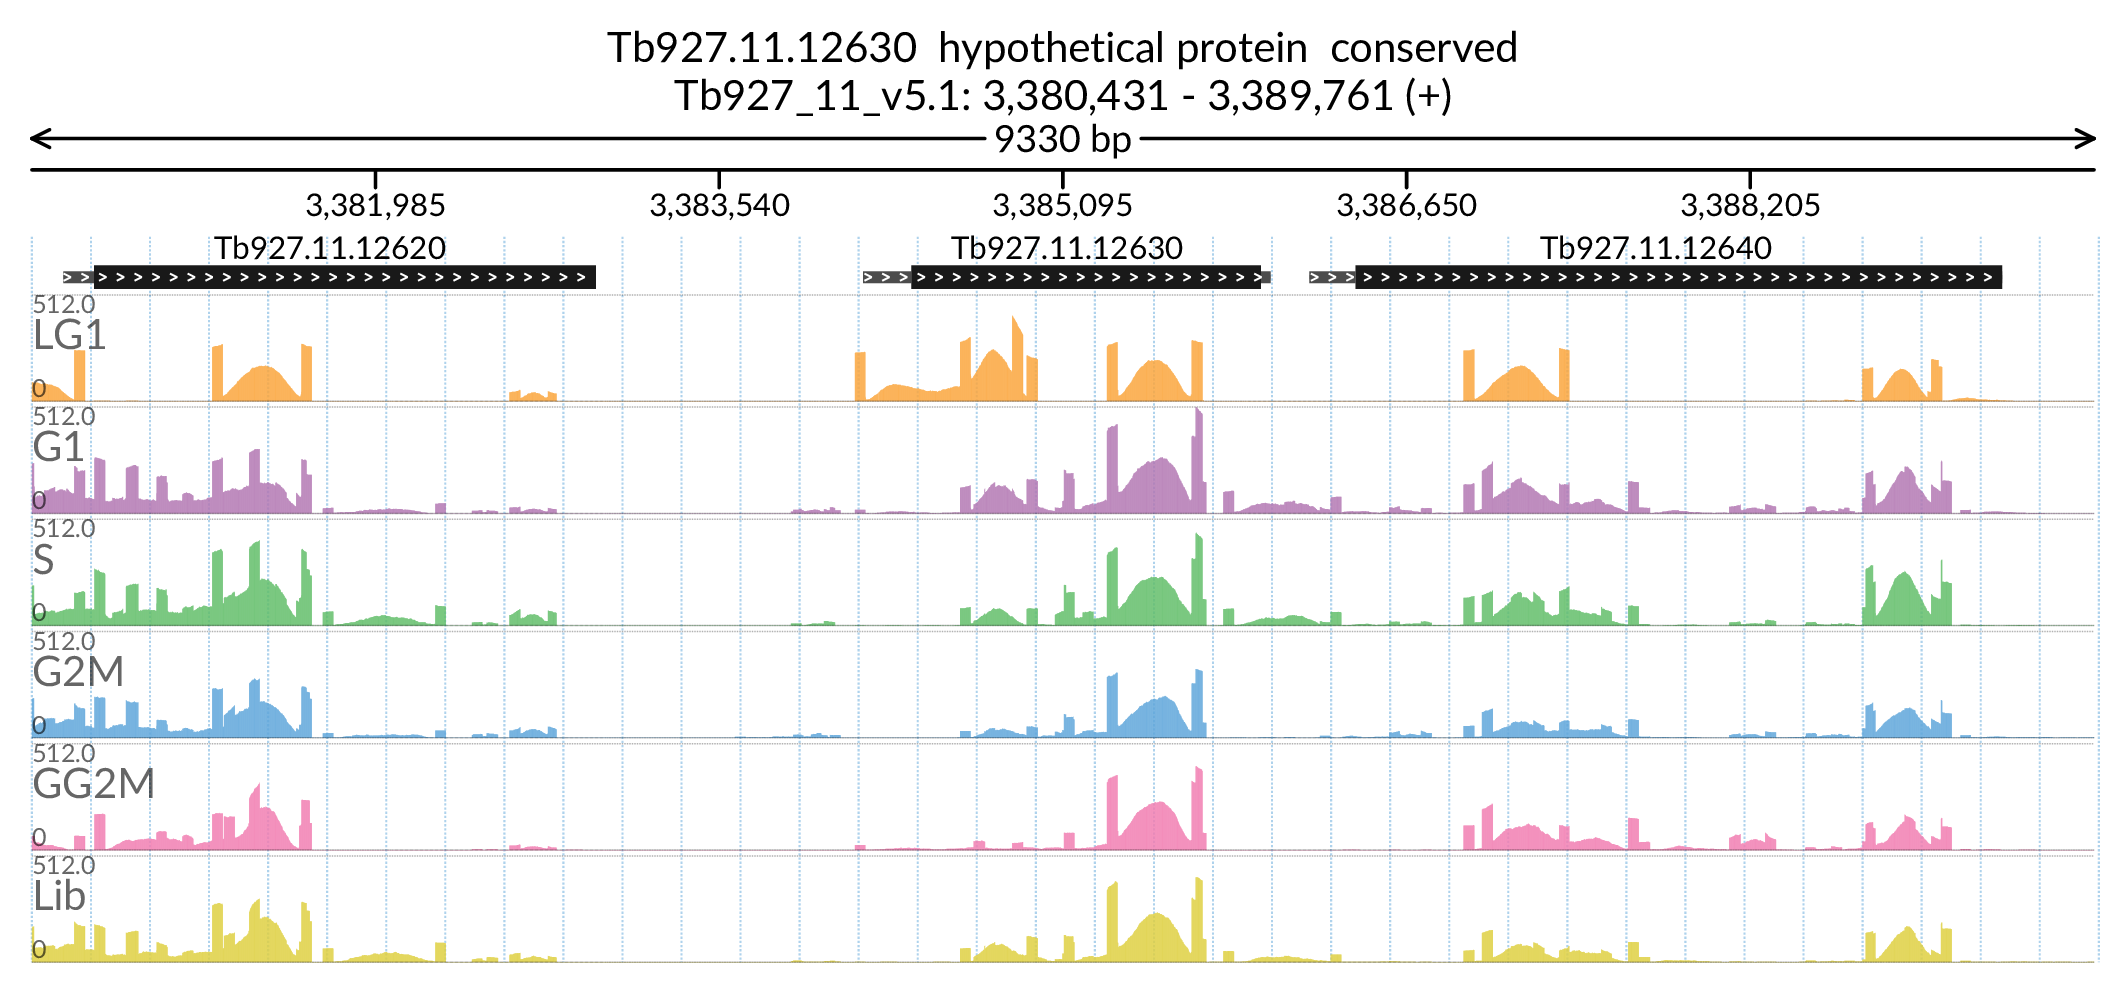 Tb927.11.12630  hypothetical protein  conserved
Tb927_11_v5.1: 3,380,431 - 3,389,761 (+)
9330 bp
3,381,985 3,383,540 3,385,095 3,386,650 3,388,205
Tb927.11.12620 Tb927.11.12630 Tb927.11.12640
512.0
LG1
0
512.0
G1
0
512.0
S
0
512.0
G2M
0
512.0
GG2M
0
512.0
Lib
0